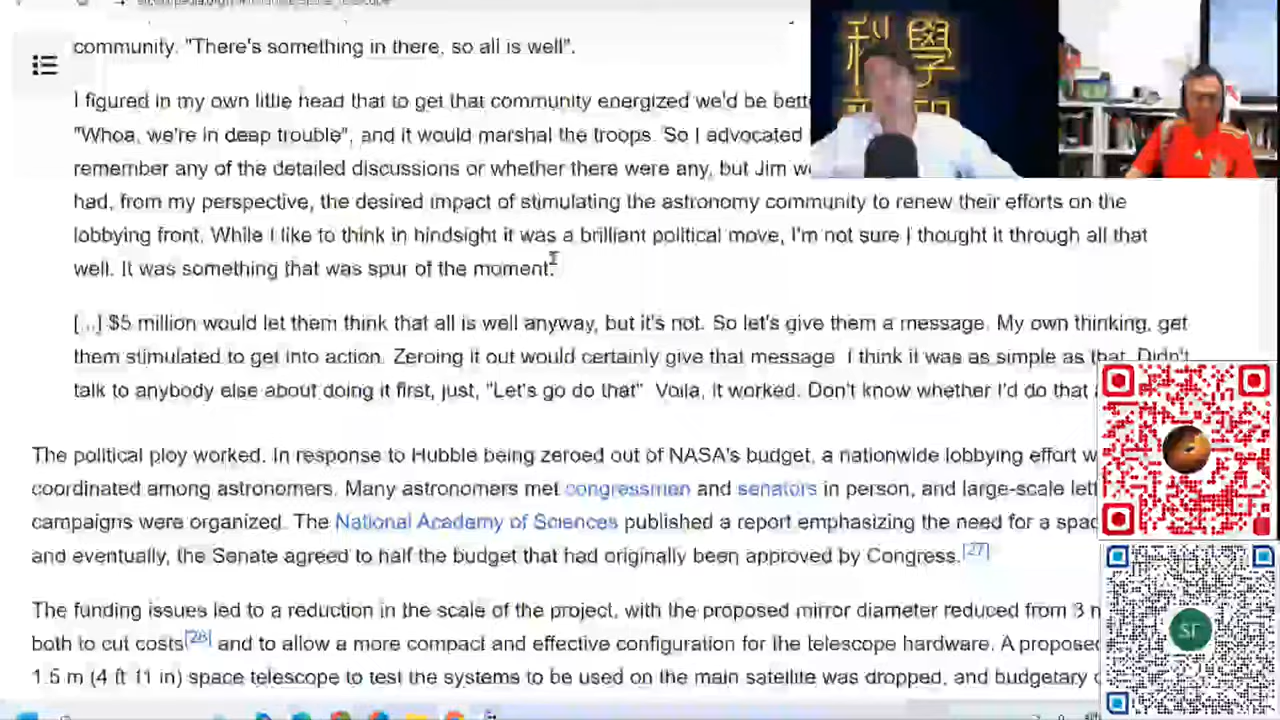 community. "There's something in there, so all is well".
科學
I figured in my own little head that to get that community energized we'd be bett
"Whoa, we're in deap trouble", and it would marshal the troops. So I advocated
remember any of the detailed discussions or whether there were any, but Jim w
had, from my perspective, the desired impact of stimulating the astronomy community to renew their efforts on the
lobbying front. While I like to think in hindsight it was a brilliant political move, I'm not sure I thought it through all that
well. It was something that was spur of the moment.
[...] $5 million would let them think that all is well anyway, but it's not. So let's give them a message. My own thinking, get
them stimulated to get into action. Zeroing it out would certainly give that message. I think it was as simple as that. Didn't
talk to anybody else about doing it first, just, "Let's go do that". Voila, it worked. Don't know whether I'd do that
The political ploy worked. In response to Hubble being zeroed out of NASA's budget, a nationwide lobbying effort w
coordinated among astronomers. Many astronomers met congressmen and senators in person, and large-scale lett
campaigns were organized. The National Academy of Sciences published a report emphasizing the need for a spac
and eventually, the Senate agreed to half the budget that had originally been approved by Congress.[27]
The funding issues led to a reduction in the scale of the project, with the proposed mirror diameter reduced from 3 m
both to cut costs[28] and to allow a more compact and effective configuration for the telescope hardware. A proposed
SF
1.5 m (4 ft 11 in) space telescope to test the systems to be used on the main satellite was dropped, and budgetary